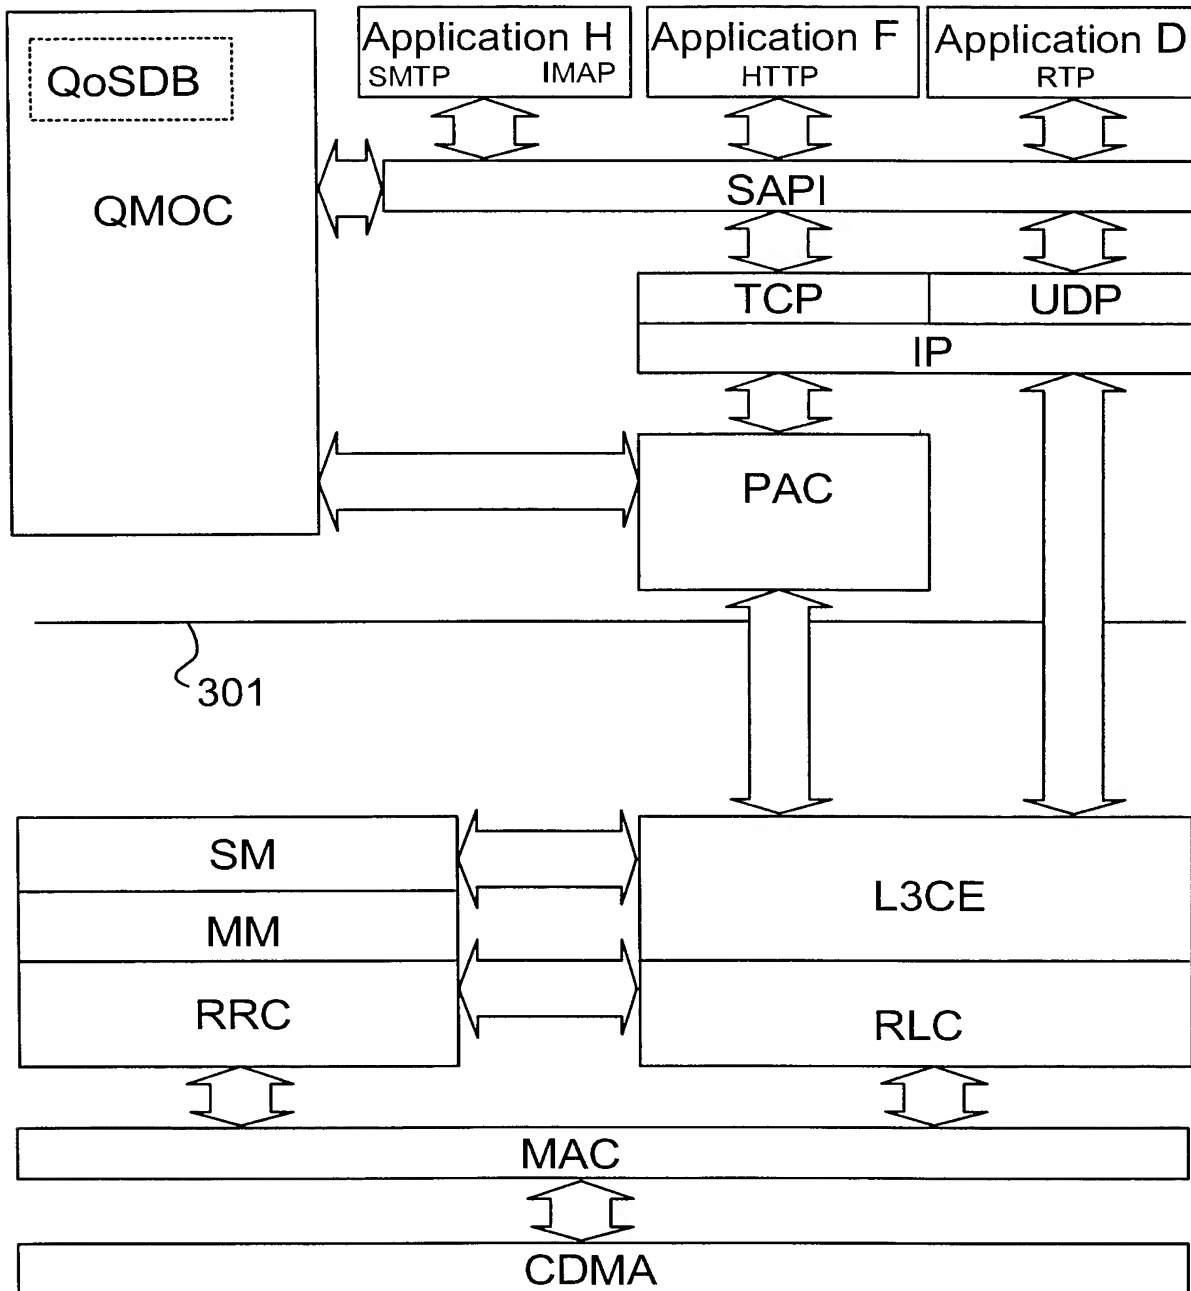 QoSDB
QMOC
Application H
SMTP IMAP
Application F
HTTP
Application D
RTP
SAPI
TCP
UDP
IP
PAC
301
SM
MM
RRC
L3CE
RLC
MAC
CDMA